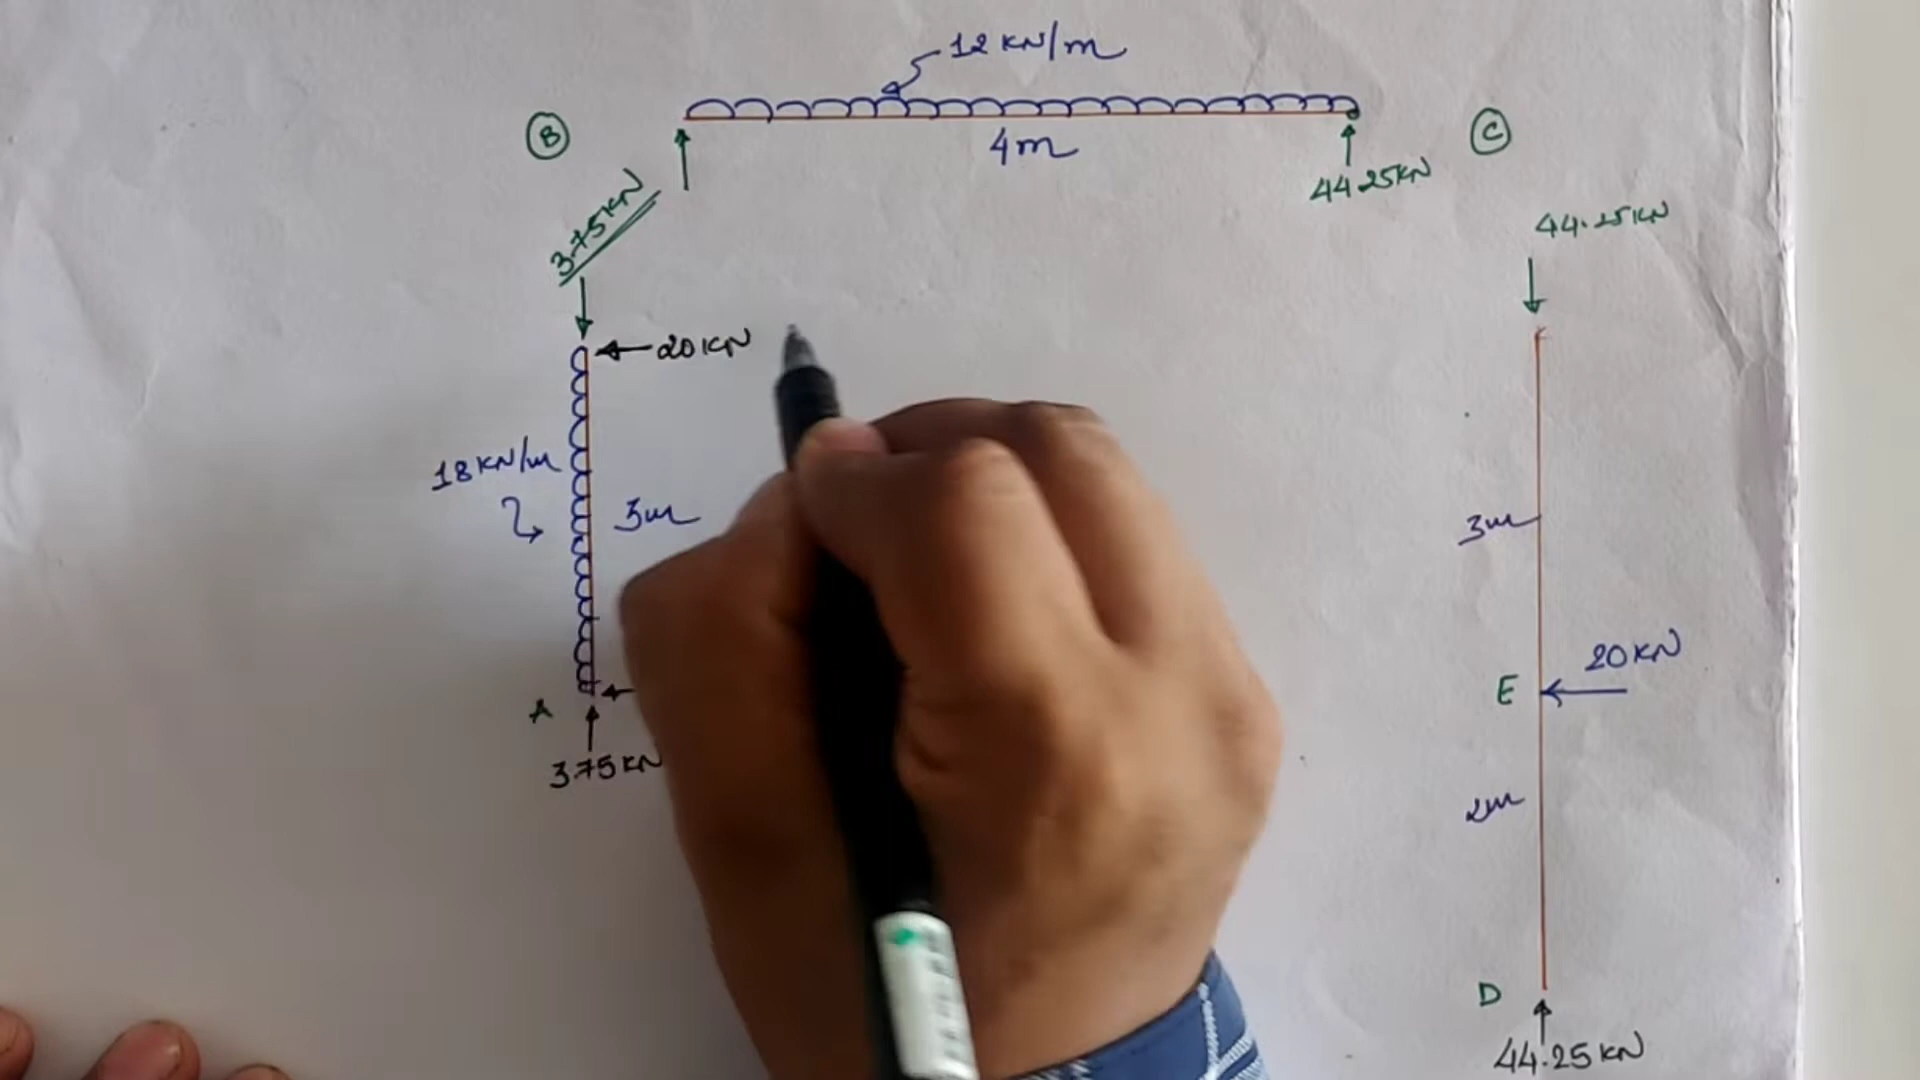 12 KN/m
B
4m
C
44.25KN
3.75KN
44.25KN
20KN
18KN/m
3m
3m
20KN
E
A
3.75KN
2m
D
44.25KN